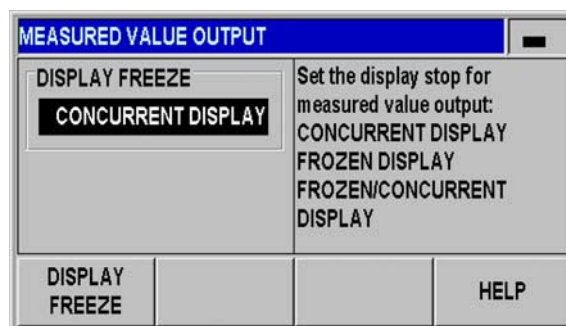 MEASURED VALUE OUTPUT
DISPLAY FREEZE
CONCURRENT DISPLAY
Set the display stop for
measured value output:
CONCURRENT DISPLAY
FROZEN DISPLAY
FROZEN/CONCURRENT
DISPLAY
DISPLAY
FREEZE
HELP